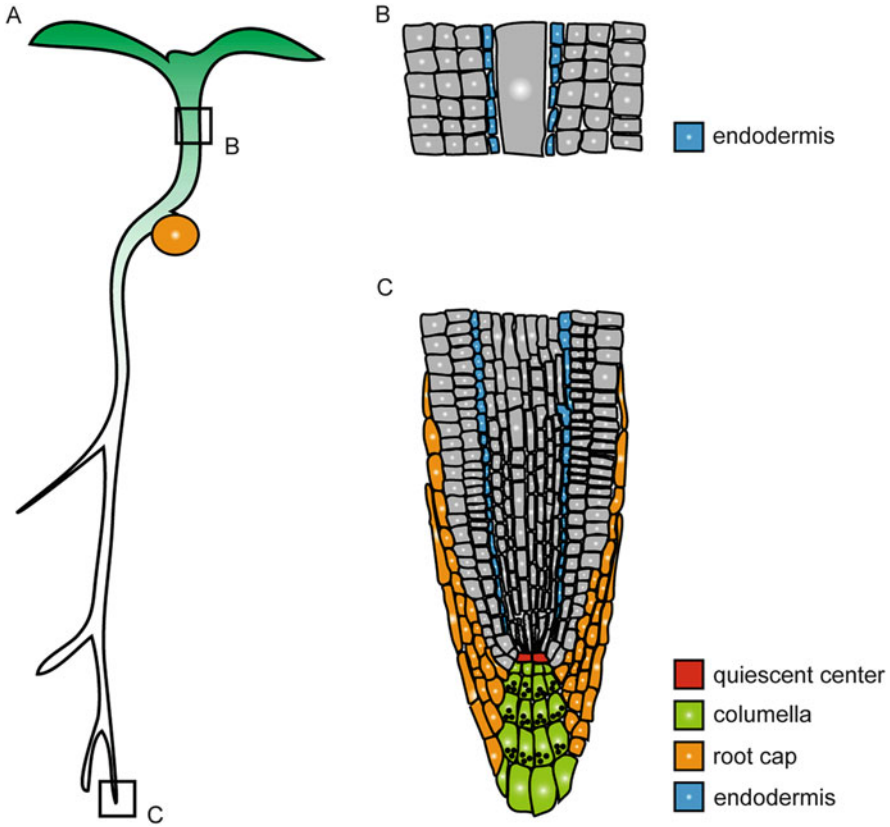 A
B
B
endodermis
C
quiescent center
columella
root cap
endodermis
C